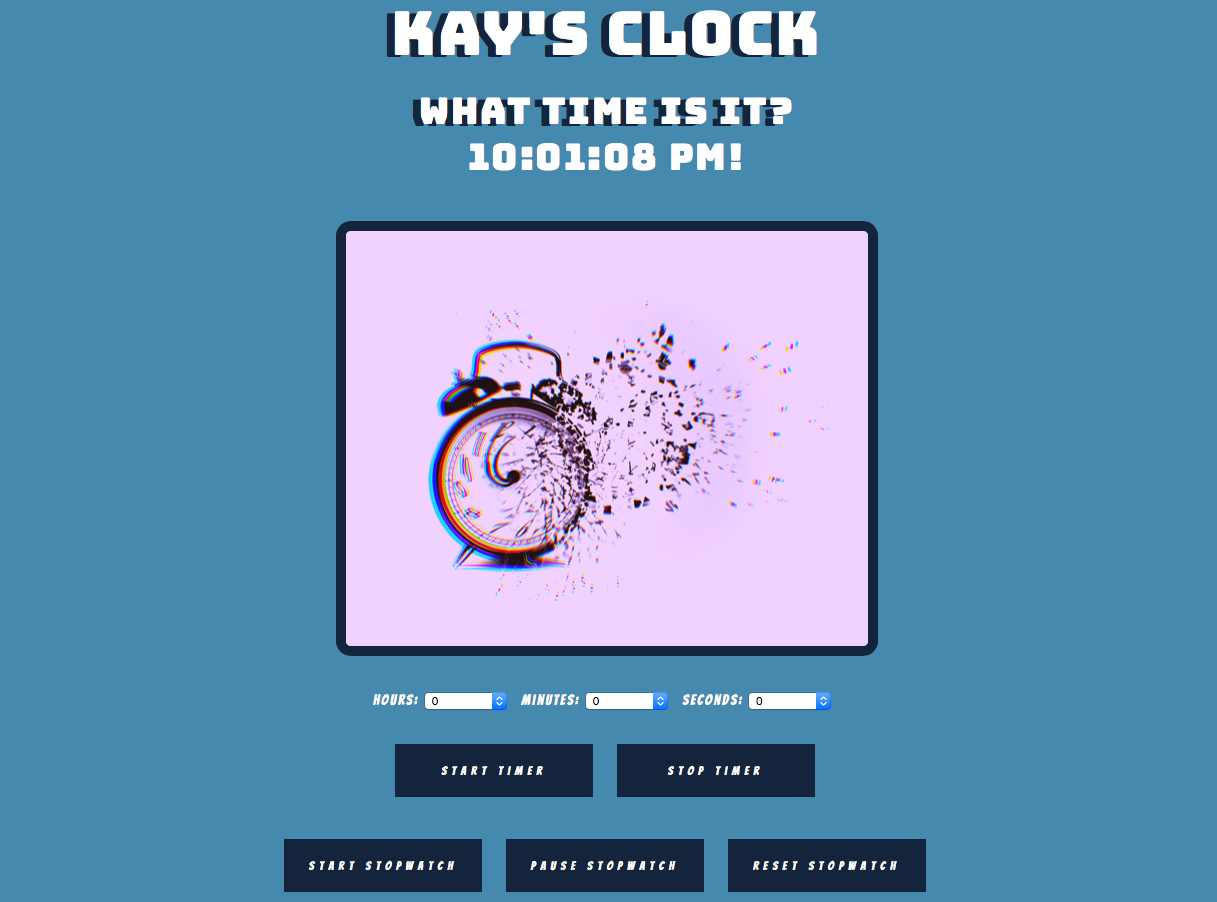 KAY'S CLOCK
WHAT TIME IS IT?
10:01:08 PM!
HOURS: 0 MINUTES: 0 SECONDS: 0
START TIMER STOP TIMER
START STOPWATCH PAUSE STOPWATCH RESET STOPWATCH